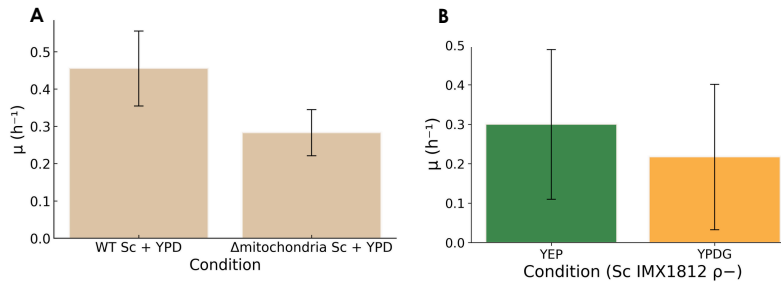 A
μ (h⁻¹)
0.5
0.4
0.3
0.2
0.1
0.0
WT Sc + YPD
Δmitochondria Sc + YPD
Condition
B
μ (h⁻¹)
0.5
0.4
0.3
0.2
0.1
0.0
YEP
YPDG
Condition (Sc IMX1812 ρ−)